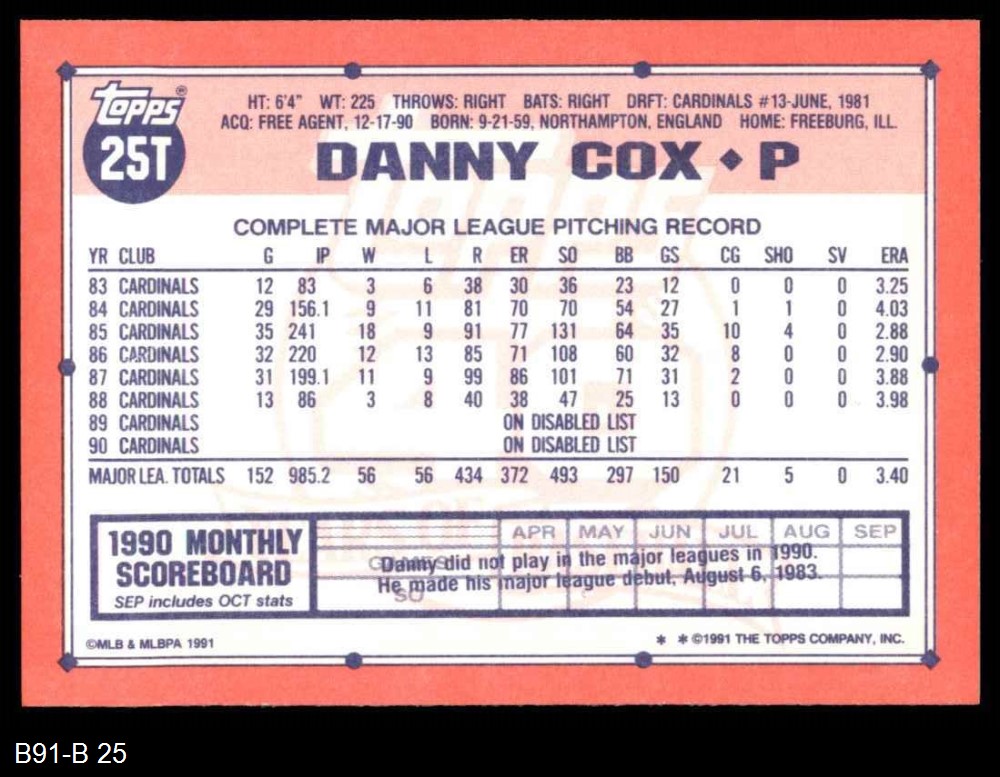 TOPPS®
25T
HT: 6'4" WT: 225 THROWS: RIGHT BATS: RIGHT DRFT: CARDINALS #13-JUNE, 1981
ACQ: FREE AGENT, 12-17-90 BORN: 9-21-59, NORTHAMPTON, ENGLAND HOME: FREEBURG, ILL.
DANNY COX ◆ P
COMPLETE MAJOR LEAGUE PITCHING RECORD
YR CLUB G IP W L R ER SO BB GS CG SHO SV ERA
83 CARDINALS 12 83 3 6 38 30 36 23 12 0 0 0 3.25
84 CARDINALS 29 156.1 9 11 81 70 70 54 27 1 1 0 4.03
85 CARDINALS 35 241 18 9 91 77 131 64 35 10 4 0 2.88
86 CARDINALS 32 220 12 13 85 71 108 60 32 8 0 0 2.90
87 CARDINALS 31 199.1 11 9 99 86 101 71 31 2 0 0 3.88
88 CARDINALS 13 86 3 8 40 38 47 25 13 0 0 0 3.98
89 CARDINALS ON DISABLED LIST
90 CARDINALS ON DISABLED LIST
MAJOR LEA. TOTALS 152 985.2 56 56 434 372 493 297 150 21 5 0 3.40
1990 MONTHLY
SCOREBOARD
SEP includes OCT stats
APR MAY JUN JUL AUG SEP
GAMES
SO
Danny did not play in the major leagues in 1990.
He made his major league debut, August 6, 1983.
©MLB & MLBPA 1991
* * ©1991 THE TOPPS COMPANY, INC.
B91-B 25